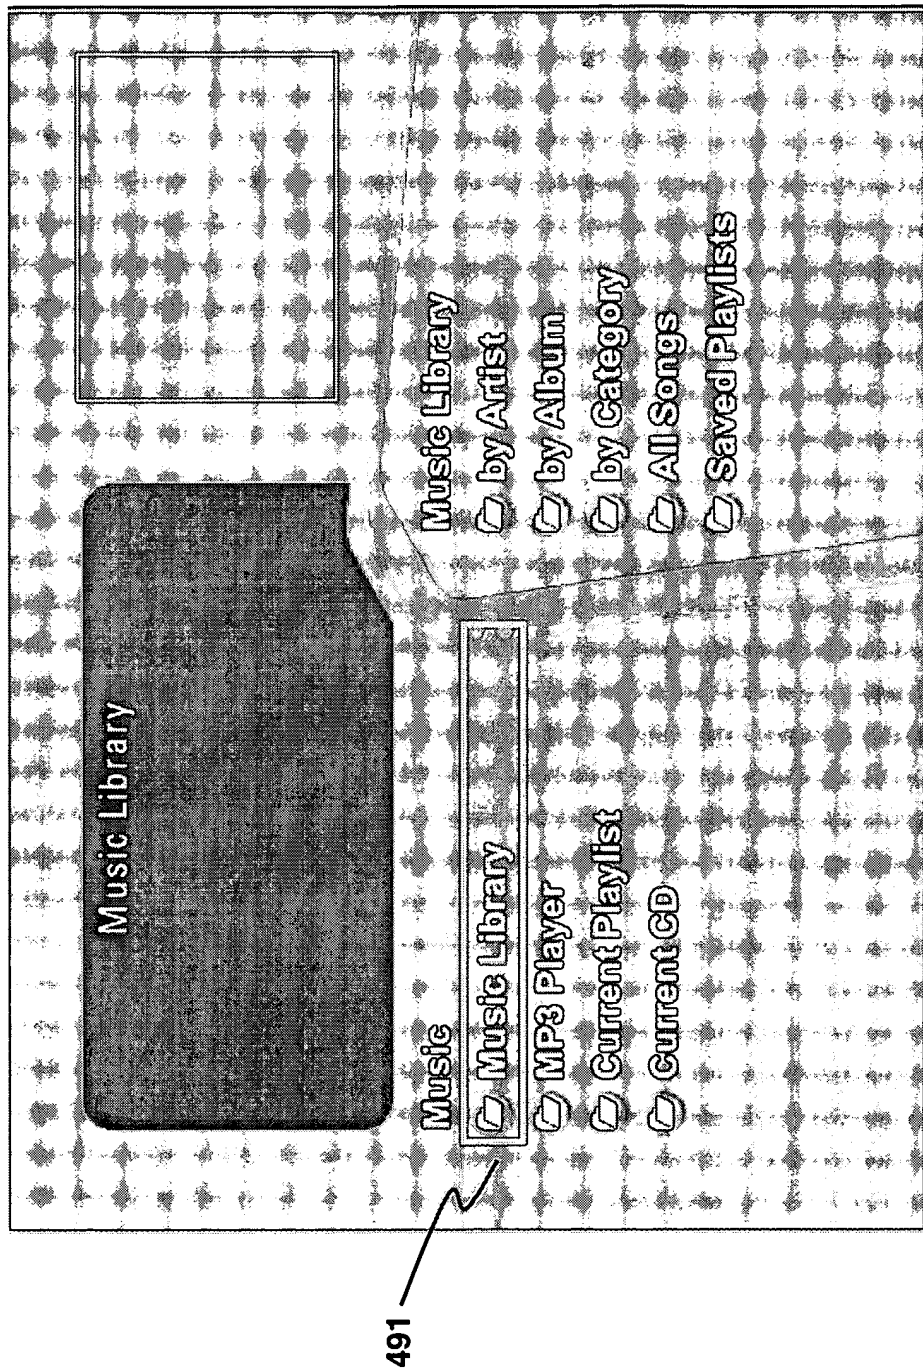 Music Library
Music
Music Library
MP3 Player
Current Playlist
Current CD
Music Library
by Artist
by Album
by Category
All Songs
Saved Playlists
491